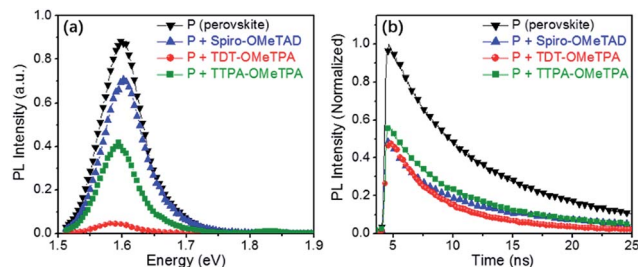 (a)
P (perovskite)
P + Spiro-OMeTAD
P + TDT-OMeTPA
P + TTPA-OMeTPA
PL Intensity (a.u.)
0.8
0.6
0.4
0.2
0.0
1.5 1.6 1.7 1.8 1.9
Energy (eV)
(b)
P (perovskite)
P + Spiro-OMeTAD
P + TDT-OMeTPA
P + TTPA-OMeTPA
PL Intensity (Normalized)
1.0
0.8
0.6
0.4
0.2
0.0
5 10 15 20 25
Time (ns)